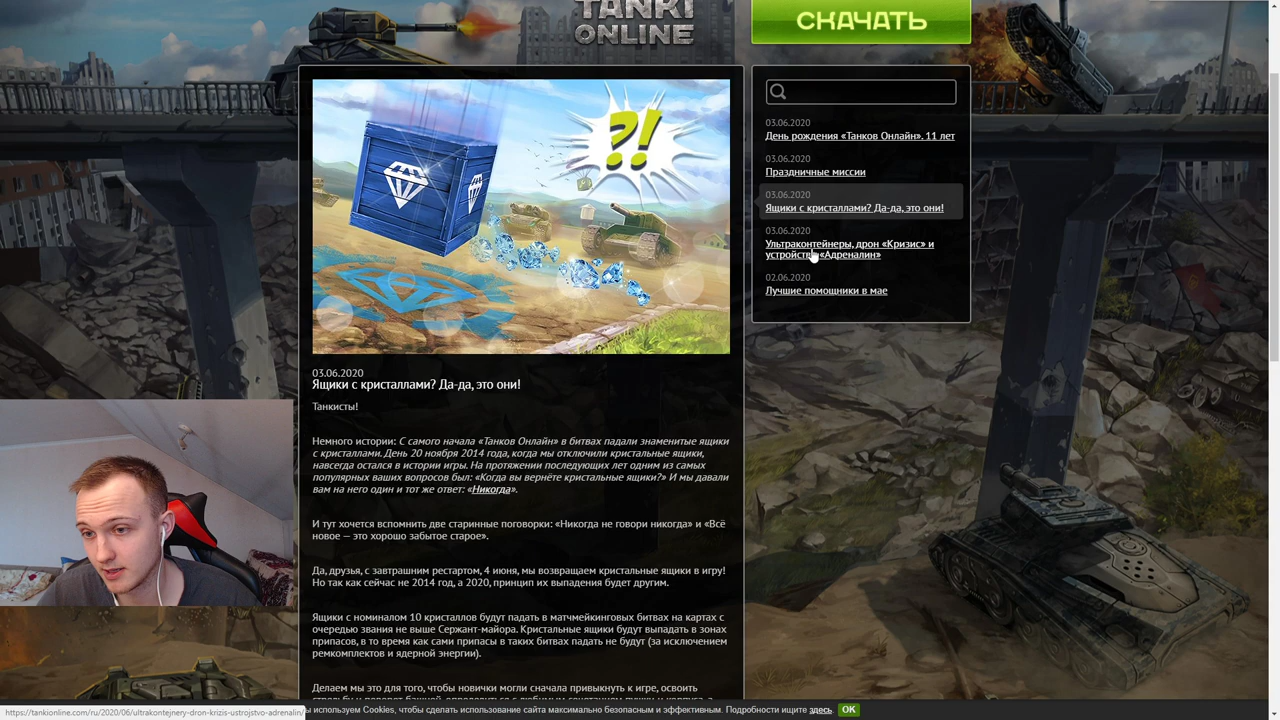 TANKI
ONLINE
СКАЧАТЬ
?!
03.06.2020
День рождения «Танков Онлайн». 11 лет
03.06.2020
Праздничные миссии
03.06.2020
Ящики с кристаллами? Да-да, это они!
03.06.2020
Ультраконтейнеры, дрон «Кризис» и
устройство «Адреналин»
02.06.2020
Лучшие помощники в мае
03.06.2020
Ящики с кристаллами? Да-да, это они!
Танкисты!
Немного истории: С самого начала «Танков Онлайн» в битвах падали знаменитые ящики
с кристаллами. День 20 ноября 2014 года, когда мы отключили кристальные ящики,
навсегда остался в истории игры. На протяжении последующих лет одним из самых
популярных ваших вопросов был: «Когда вы вернёте кристальные ящики?» И мы давали
вам на него один и тот же ответ: «Никогда».
И тут хочется вспомнить две старинные поговорки: «Никогда не говори никогда» и «Всё
новое — это хорошо забытое старое».
Да, друзья, с завтрашним рестартом, 4 июня, мы возвращаем кристальные ящики в игру!
Но так как сейчас не 2014 год, а 2020, принцип их выпадения будет другим.
Ящики с номиналом 10 кристаллов будут падать в матчмейкинговых битвах на картах с
очередью звания не выше Сержант-майора. Кристальные ящики будут выпадать в зонах
припасов, в то время как сами припасы в таких битвах падать не будут (за исключением
ремкомплектов и ядерной энергии).
Делаем мы это для того, чтобы новички могли сначала привыкнуть к игре, освоить
https://tankionline.com/ru/2020/06/ultrakontejnery-dron-krizis-ustrojstvo-adrenalin/
ы используем Cookies, чтобы сделать использование сайта максимально безопасным и эффективным. Подробности ищите здесь OK